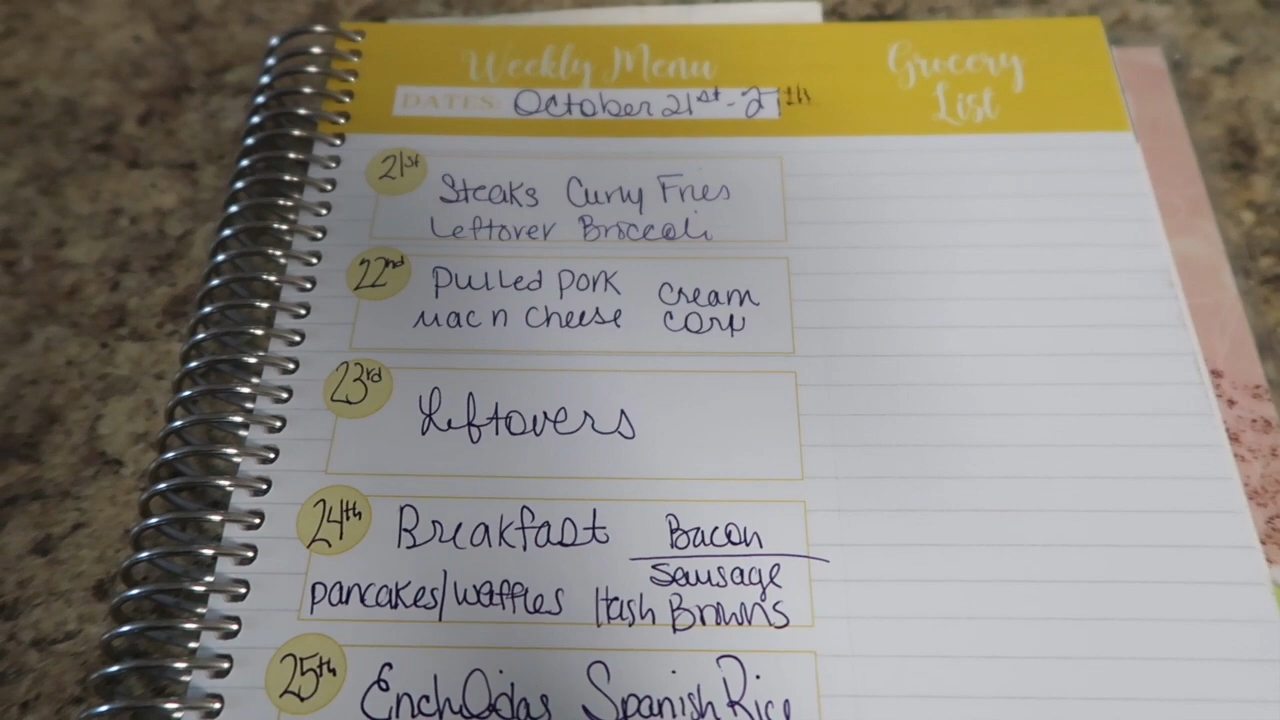 Weekly Menu
Grocery List
DATES: October 21st - 27th
21st
Steaks Curly Fries
Leftover Broccoli
22nd
Pulled Pork Cream
Mac n Cheese Corn
23rd
Leftovers
24th
Breakfast Bacon
Sausage
pancakes/waffles Hash Browns
25th
Enchiladas Spanish Rice